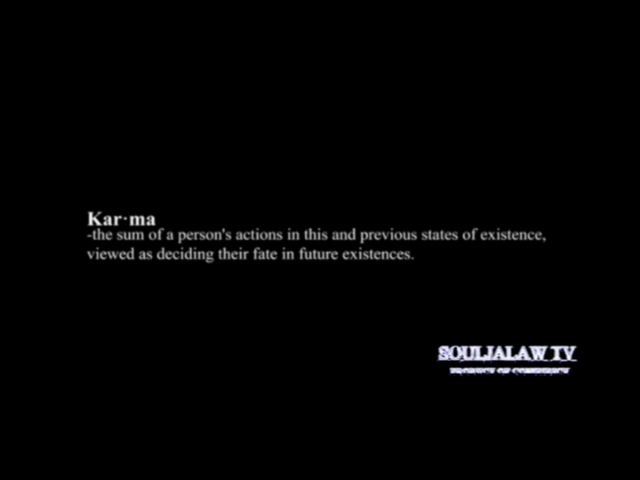 Kar·ma
-the sum of a person's actions in this and previous states of existence,
viewed as deciding their fate in future existences.
SOULJALAW TV